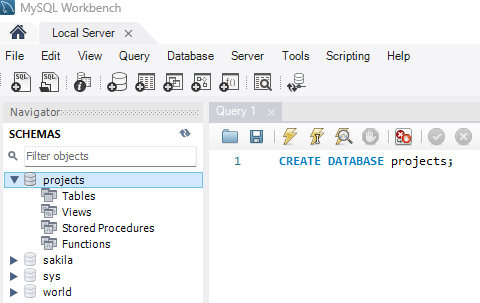 MySQL Workbench
Local Server ×
File Edit View Query Database Server Tools Scripting Help
Navigator
Query 1 ×
SCHEMAS
Filter objects
1 CREATE DATABASE projects;
projects
Tables
Views
Stored Procedures
Functions
sakila
sys
world